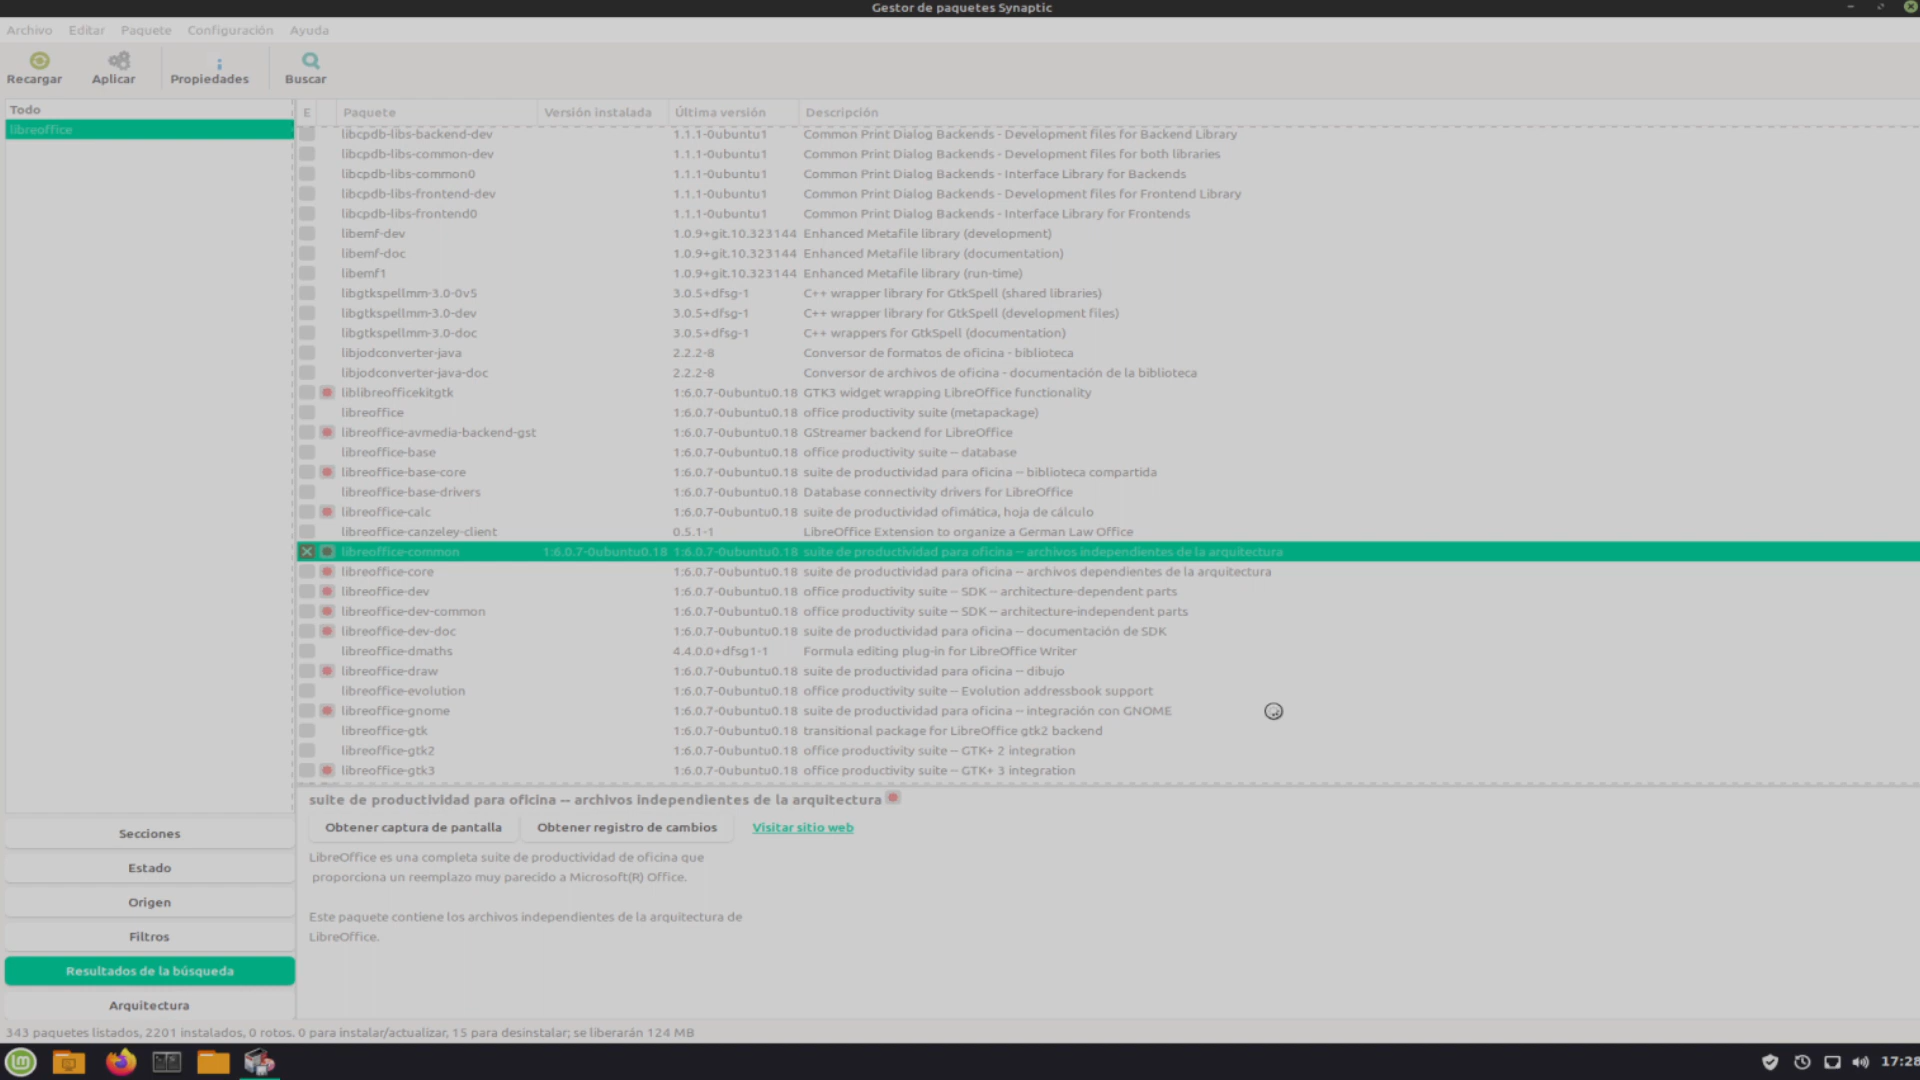 Gestor de paquetes Synaptic
Archivo Editar Paquete Configuración Ayuda
Recargar Aplicar Propiedades Buscar
Todo
libreoffice
E Paquete Versión instalada Última versión Descripción
libcpdb-libs-backend-dev 1.1.1-0ubuntu1 Common Print Dialog Backends - Development files for Backend Library
libcpdb-libs-common-dev 1.1.1-0ubuntu1 Common Print Dialog Backends - Development files for both libraries
libcpdb-libs-common0 1.1.1-0ubuntu1 Common Print Dialog Backends - Interface Library for Backends
libcpdb-libs-frontend-dev 1.1.1-0ubuntu1 Common Print Dialog Backends - Development files for Frontend Library
libcpdb-libs-frontend0 1.1.1-0ubuntu1 Common Print Dialog Backends - Interface Library for Frontends
libemf-dev 1.0.9+git.10.323144 Enhanced Metafile library (development)
libemf-doc 1.0.9+git.10.323144 Enhanced Metafile library (documentation)
libemf1 1.0.9+git.10.323144 Enhanced Metafile library (run-time)
libgtkspellmm-3.0-0v5 3.0.5+dfsg-1 C++ wrapper library for GtkSpell (shared libraries)
libgtkspellmm-3.0-dev 3.0.5+dfsg-1 C++ wrapper library for GtkSpell (development files)
libgtkspellmm-3.0-doc 3.0.5+dfsg-1 C++ wrappers for GtkSpell (documentation)
libjodconverter-java 2.2.2-8 Conversor de formatos de oficina - biblioteca
libjodconverter-java-doc 2.2.2-8 Conversor de archivos de oficina - documentación de la biblioteca
liblibreofficekitgtk 1:6.0.7-0ubuntu0.18 GTK3 widget wrapping LibreOffice functionality
libreoffice 1:6.0.7-0ubuntu0.18 office productivity suite (metapackage)
libreoffice-avmedia-backend-gst 1:6.0.7-0ubuntu0.18 GStreamer backend for LibreOffice
libreoffice-base 1:6.0.7-0ubuntu0.18 office productivity suite -- database
libreoffice-base-core 1:6.0.7-0ubuntu0.18 suite de productividad para oficina -- biblioteca compartida
libreoffice-base-drivers 1:6.0.7-0ubuntu0.18 Database connectivity drivers for LibreOffice
libreoffice-calc 1:6.0.7-0ubuntu0.18 suite de productividad ofimática, hoja de cálculo
libreoffice-canzeley-client 0.5.1-1 LibreOffice Extension to organize a German Law Office
libreoffice-common 1:6.0.7-0ubuntu0.18 1:6.0.7-0ubuntu0.18 suite de productividad para oficina -- archivos independientes de la arquitectura
libreoffice-core 1:6.0.7-0ubuntu0.18 suite de productividad para oficina -- archivos dependientes de la arquitectura
libreoffice-dev 1:6.0.7-0ubuntu0.18 office productivity suite -- SDK -- architecture-dependent parts
libreoffice-dev-common 1:6.0.7-0ubuntu0.18 office productivity suite -- SDK -- architecture-independent parts
libreoffice-dev-doc 1:6.0.7-0ubuntu0.18 suite de productividad para oficina -- documentación de SDK
libreoffice-dmaths 4.4.0.0+dfsg1-1 Formula editing plug-in for LibreOffice Writer
libreoffice-draw 1:6.0.7-0ubuntu0.18 suite de productividad para oficina -- dibujo
libreoffice-evolution 1:6.0.7-0ubuntu0.18 office productivity suite -- Evolution addressbook support
libreoffice-gnome 1:6.0.7-0ubuntu0.18 suite de productividad para oficina -- integración con GNOME
libreoffice-gtk 1:6.0.7-0ubuntu0.18 transitional package for LibreOffice gtk2 backend
libreoffice-gtk2 1:6.0.7-0ubuntu0.18 office productivity suite -- GTK+ 2 integration
libreoffice-gtk3 1:6.0.7-0ubuntu0.18 office productivity suite -- GTK+ 3 integration
suite de productividad para oficina -- archivos independientes de la arquitectura
Obtener captura de pantalla Obtener registro de cambios Visitar sitio web
LibreOffice es una completa suite de productividad de oficina que
proporciona un reemplazo muy parecido a Microsoft(R) Office.
Este paquete contiene los archivos independientes de la arquitectura de
LibreOffice.
Secciones
Estado
Origen
Filtros
Resultados de la búsqueda
Arquitectura
343 paquetes listados, 2201 instalados, 0 rotos. 0 para instalar/actualizar, 15 para desinstalar; se liberarán 124 MB
17:28